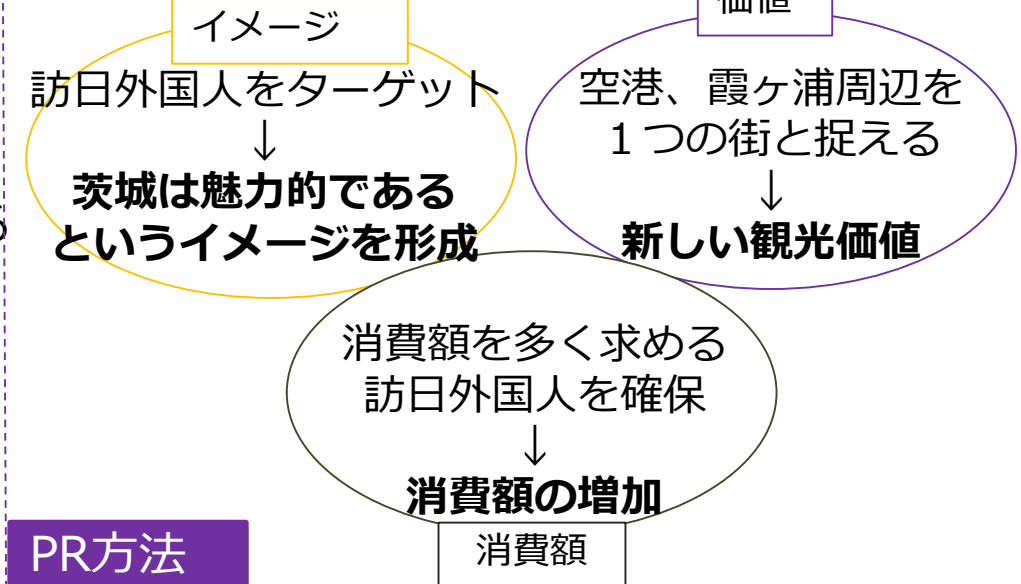 イメージ
訪日外国人をターゲット
↓
茨城は魅力的である
というイメージを形成
価値
空港、霞ヶ浦周辺を
１つの街と捉える
↓
新しい観光価値
消費額を多く求める
訪日外国人を確保
↓
消費額の増加
消費額
PR方法